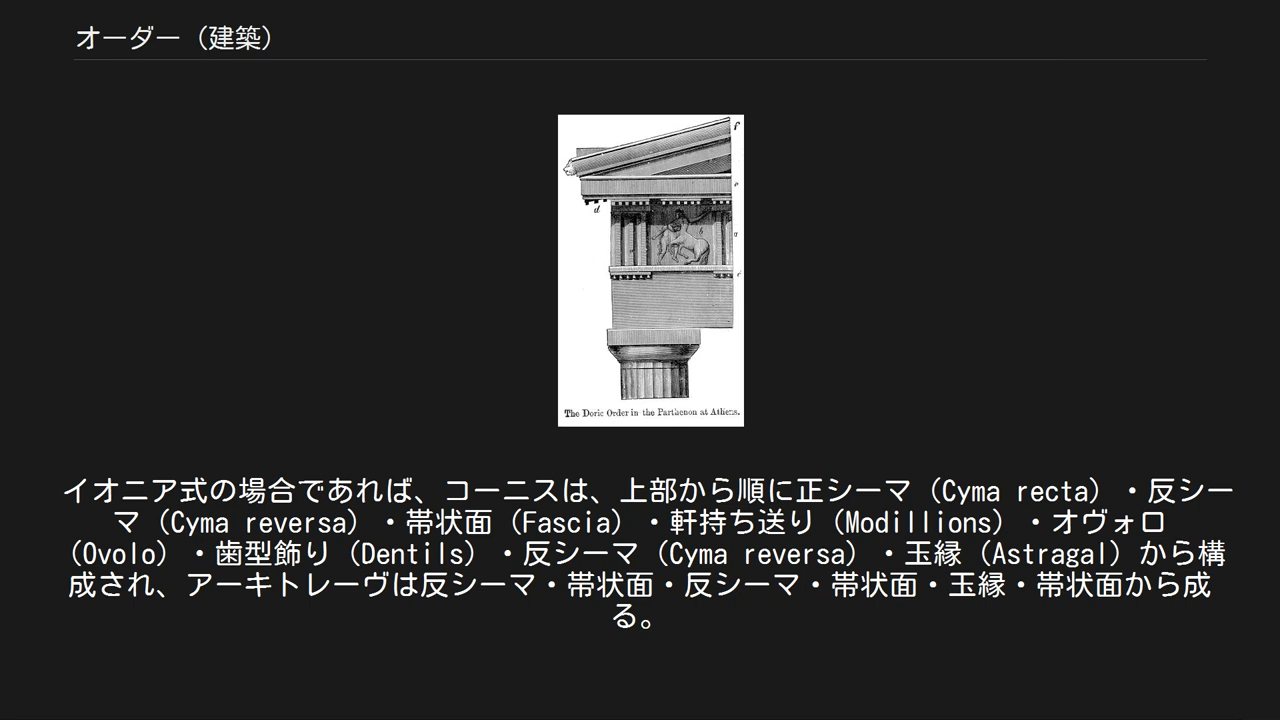 オーダー（建築）
f
e
d
b
a
c
The Doric Order in the Parthenon at Athens.
イオニア式の場合であれば、コーニスは、上部から順に正シーマ（Cyma recta）・反シー
マ（Cyma reversa）・帯状面（Fascia）・軒持ち送り（Modillions）・オヴォロ
（Ovolo）・歯型飾り（Dentils）・反シーマ（Cyma reversa）・玉縁（Astragal）から構
成され、アーキトレーヴは反シーマ・帯状面・反シーマ・帯状面・玉縁・帯状面から成
る。